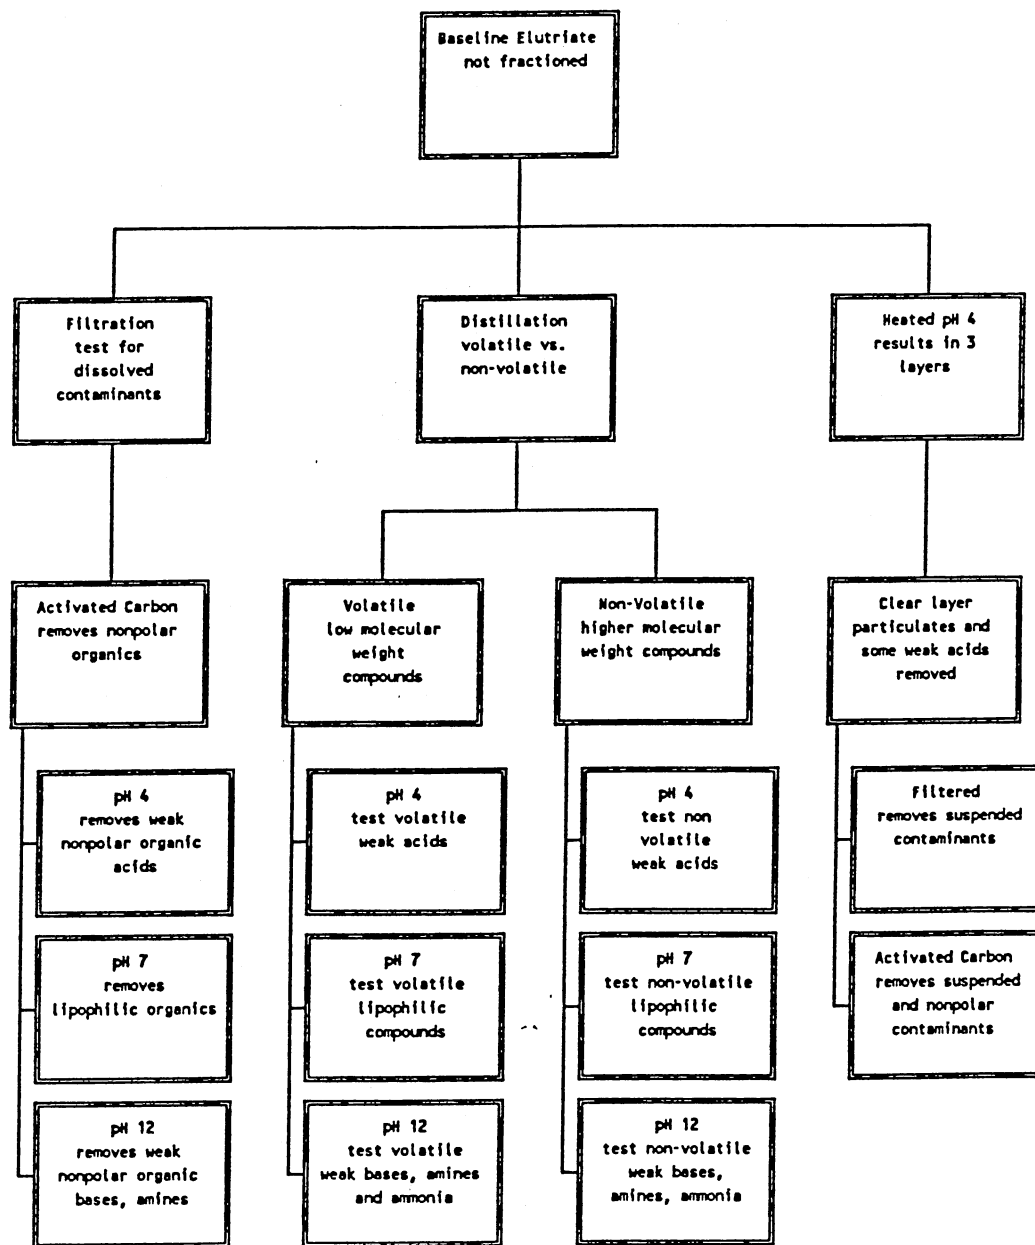 Baseline Elutriate
not fractioned
Filtration
test for
dissolved
contaminants
Distillation
volatile vs.
non-volatile
Heated pH 4
results in 3
layers
Activated Carbon
removes nonpolar
organics
Volatile
low molecular
weight
compounds
Non-Volatile
higher molecular
weight compounds
Clear layer
particulates and
some weak acids
removed
pH 4
removes weak
nonpolar organic
acids
pH 4
test volatile
weak acids
pH 4
test non
volatile
weak acids
Filtered
removes suspended
contaminants
pH 7
removes
lipophilic organics
pH 7
test volatile
lipophilic
compounds
pH 7
test non-volatile
lipophilic
compounds
Activated Carbon
removes suspended
and nonpolar
contaminants
pH 12
removes weak
nonpolar organic
bases, amines
pH 12
test volatile
weak bases, amines
and ammonia
pH 12
test non-volatile
weak bases,
amines, ammonia